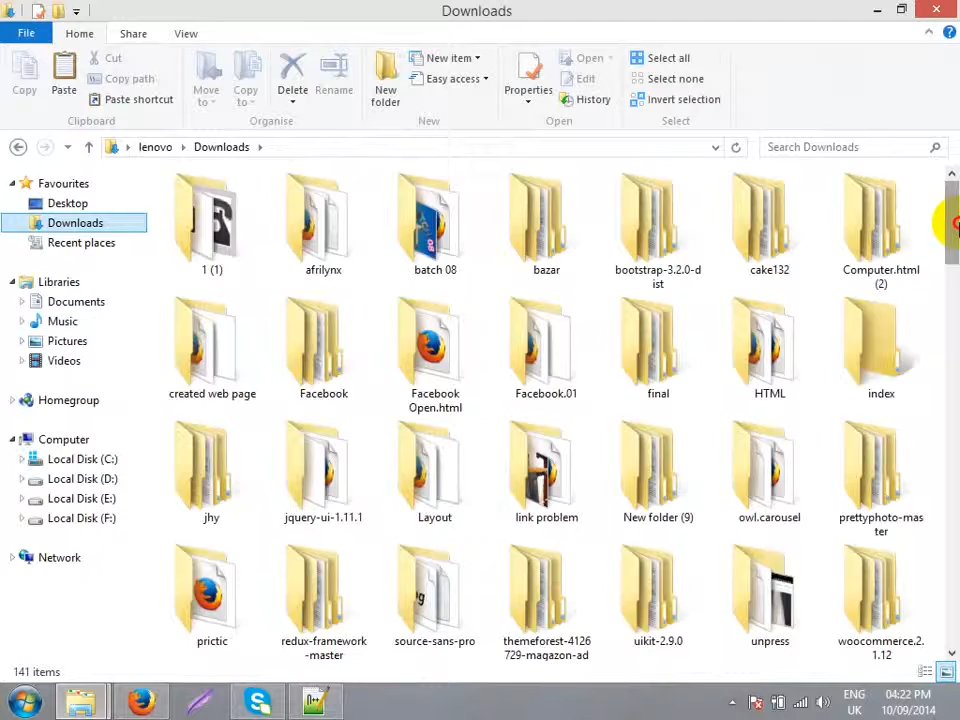 Downloads
File Home Share View
Copy Paste Cut Copy path Paste shortcut Move to Copy to Delete Rename New folder New item Easy access Properties Open Edit History Select all Select none Invert selection
Clipboard Organise New Open Select
lenovo Downloads Search Downloads
Favourites
Desktop
Downloads
Recent places
Libraries
Documents
Music
Pictures
Videos
Homegroup
Computer
Local Disk (C:)
Local Disk (D:)
Local Disk (E:)
Local Disk (F:)
Network
1 (1) afrilynx batch 08 bazar bootstrap-3.2.0-d cake132 Computer.html
ist (2)
created web page Facebook Facebook Facebook.01 final HTML index
Open.html
jhy jquery-ui-1.11.1 Layout link problem New folder (9) owl.carousel prettyphoto-mas
ter
prictic redux-framework source-sans-pro themeforest-4126 uikit-2.9.0 unpress woocommerce.2.
-master 729-magazon-ad 1.12
141 items
ENG 04:22 PM
UK 10/09/2014